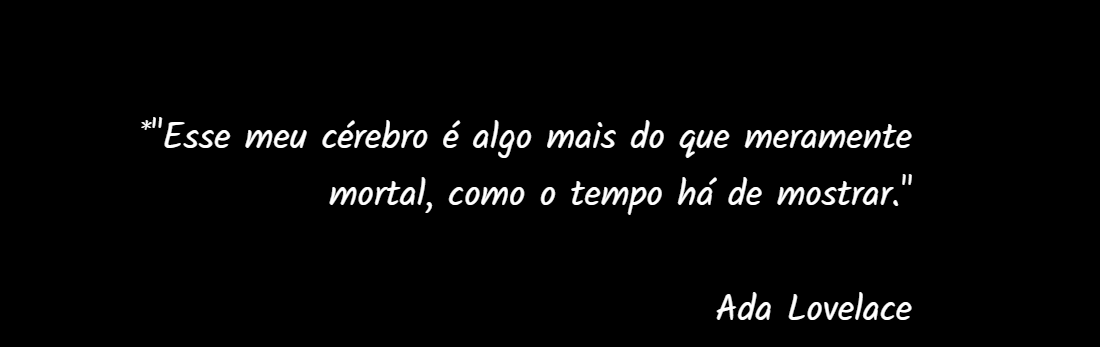 *"Esse meu cérebro é algo mais do que meramente
mortal, como o tempo há de mostrar."
Ada Lovelace